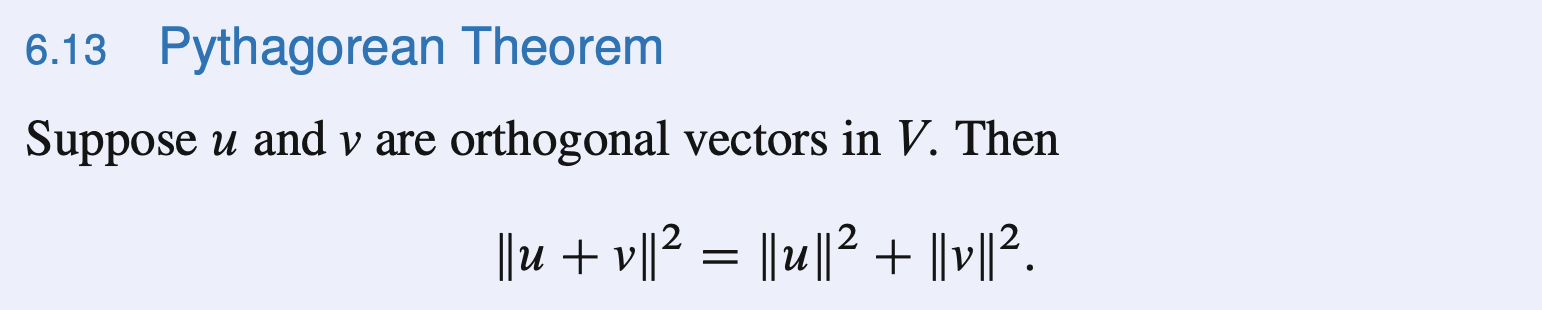 6.13 Pythagorean Theorem
Suppose u and v are orthogonal vectors in V. Then
‖u + v‖² = ‖u‖² + ‖v‖².